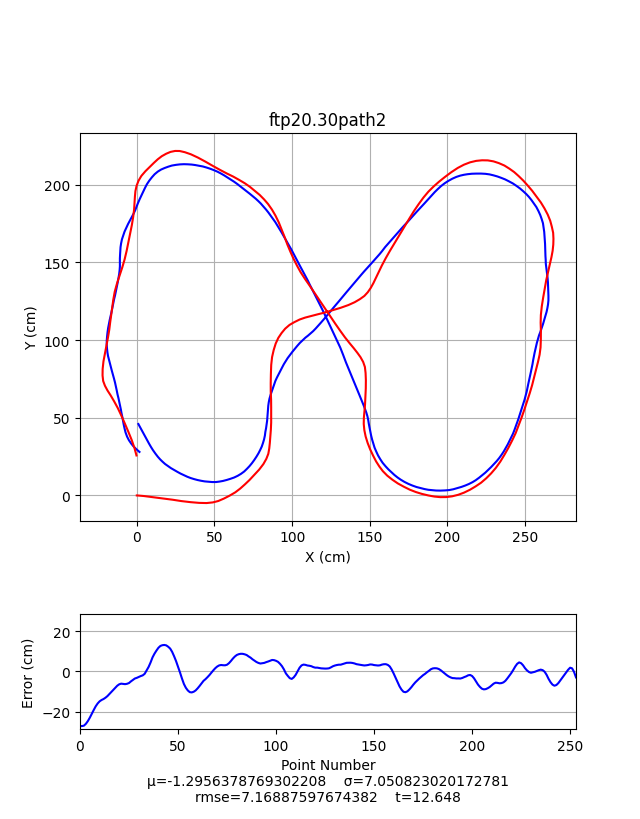 ftp20.30path2
200
150
100
50
0
Y (cm)
0 50 100 150 200 250
X (cm)
20
0
−20
Error (cm)
0 50 100 150 200 250
Point Number
μ=-1.2956378769302208 σ=7.050823020172781
rmse=7.16887597674382 t=12.648